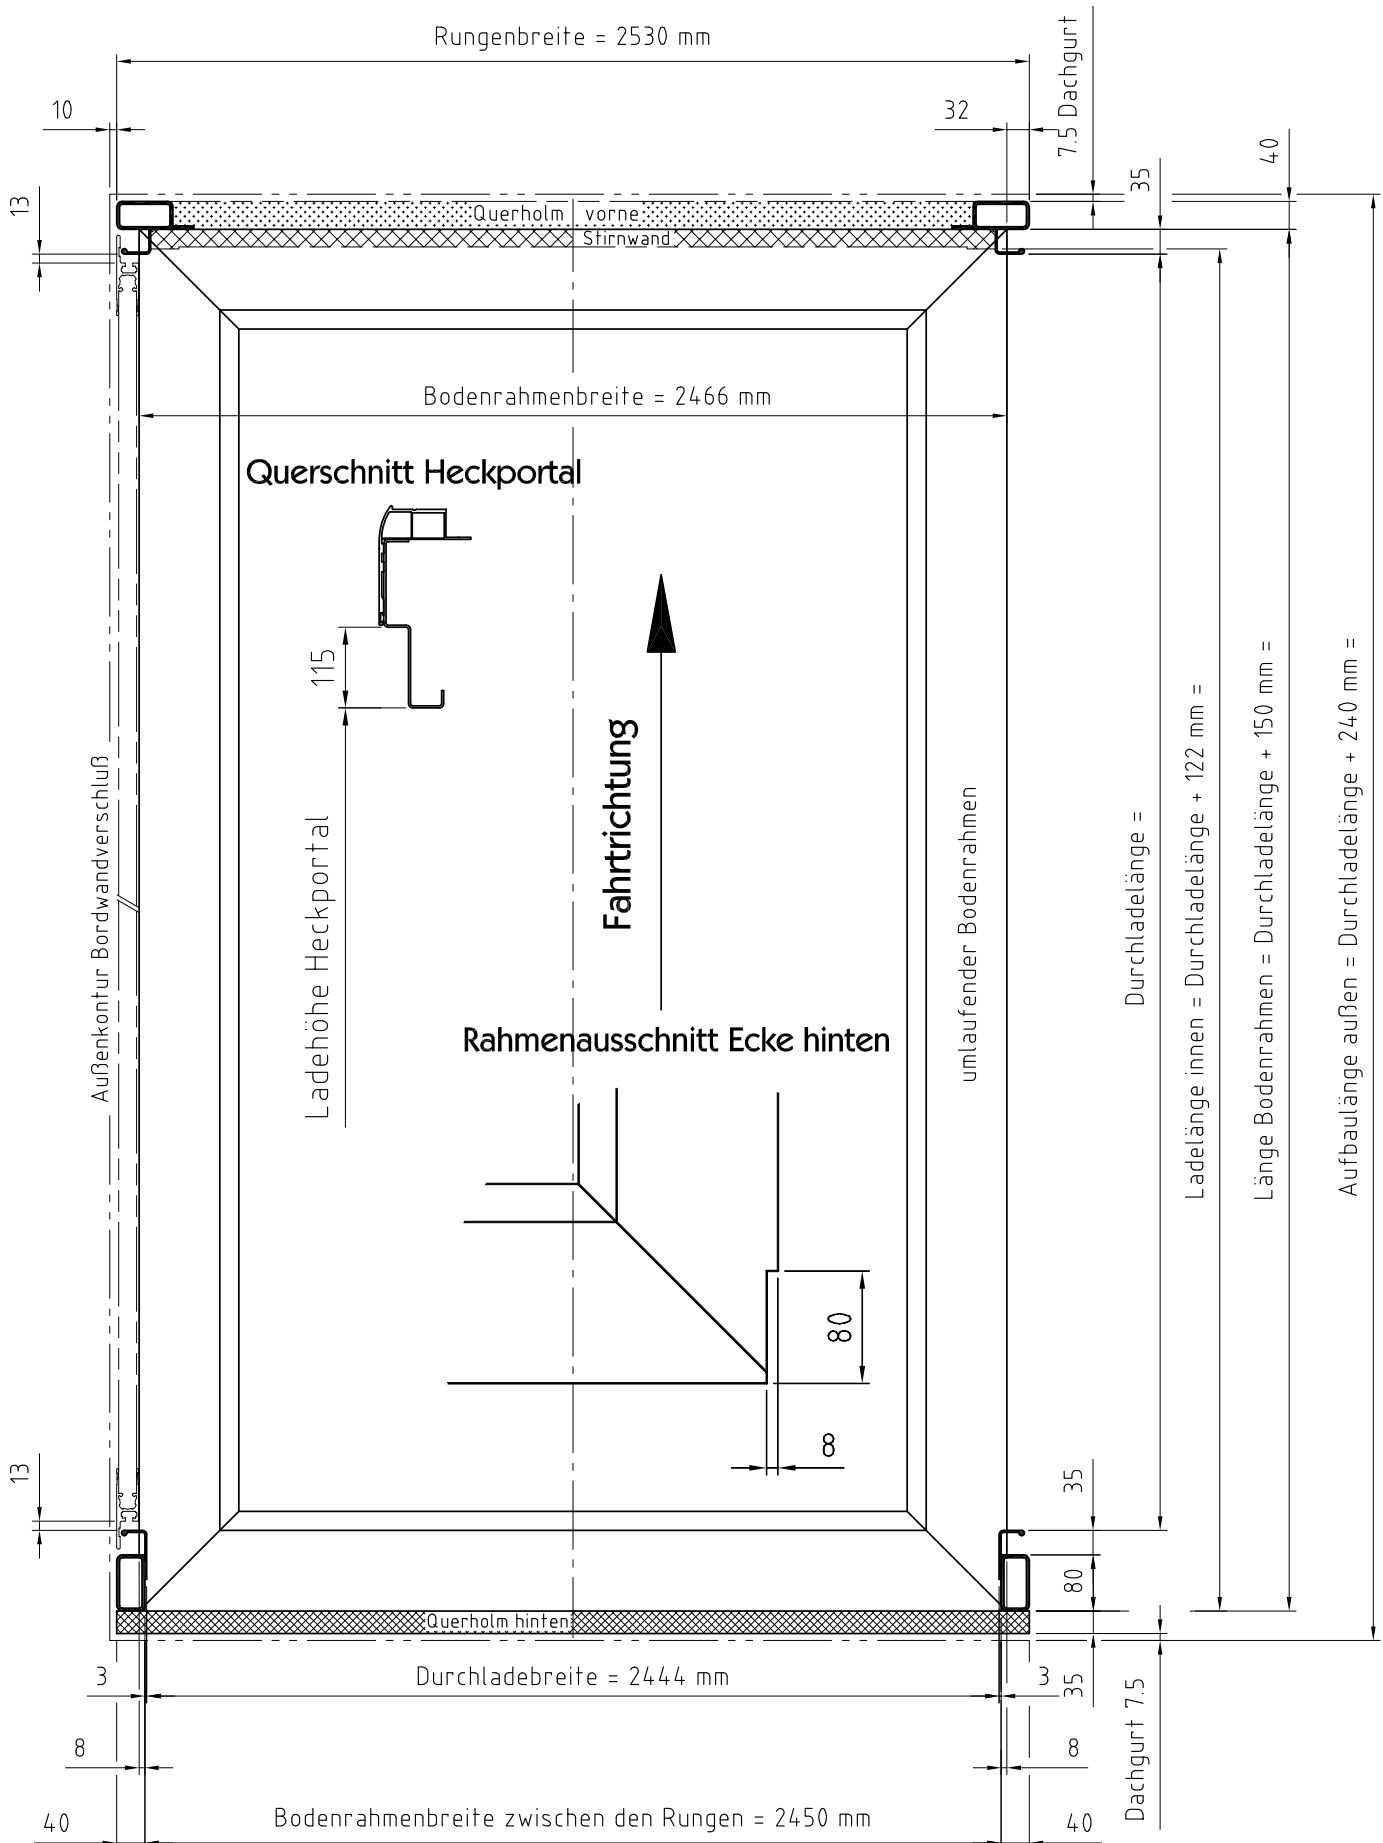 Rungenbreite = 2530 mm
7.5 Dachgurt
10
32
40
35
13
Querholm vorne
Stirnwand
Bodenrahmenbreite = 2466 mm
Querschnitt Heckportal
115
Ladehöhe Heckportal
Fahrtrichtung
Außenkontur Bordwandverschluß
umlaufender Bodenrahmen
Durchladelänge =
Ladelänge innen = Durchladelänge + 122 mm =
Länge Bodenrahmen = Durchladelänge + 150 mm =
Aufbaulänge außen = Durchladelänge + 240 mm =
Rahmenausschnitt Ecke hinten
80
8
13
35
80
Querholm hinten
3
Durchladebreite = 2444 mm
3
35
Dachgurt 7.5
8
8
40
Bodenrahmenbreite zwischen den Rungen = 2450 mm
40